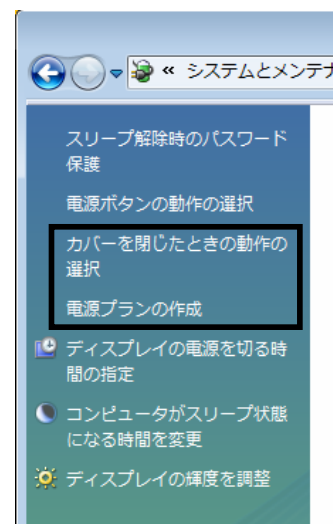 « システムとメンテナ
スリープ解除時のパスワード
保護
電源ボタンの動作の選択
カバーを閉じたときの動作の
選択
電源プランの作成
ディスプレイの電源を切る時
間の指定
コンピュータがスリープ状態
になる時間を変更
ディスプレイの輝度を調整